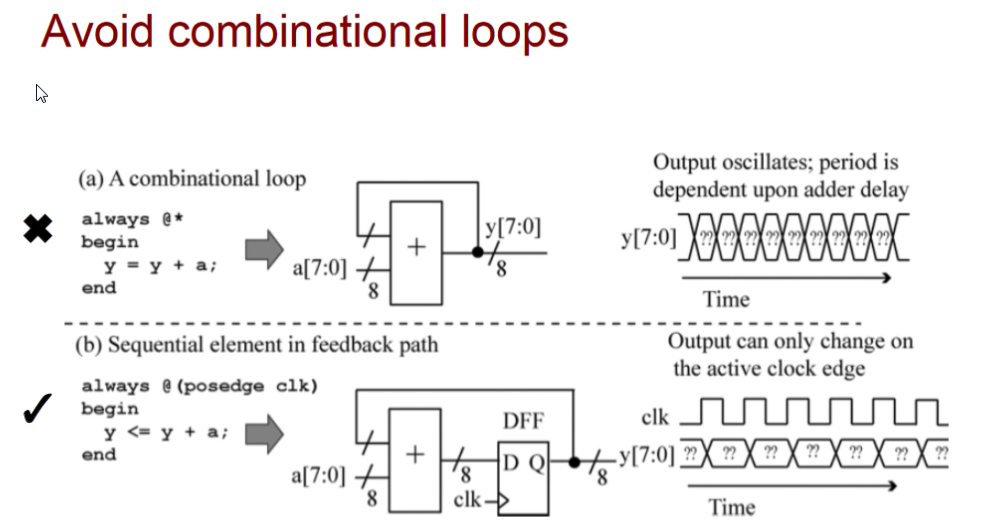 Avoid combinational loops
(a) A combinational loop
always @*
begin
y = y + a;
end
a[7:0]
8
+
y[7:0]
8
Output oscillates; period is
dependent upon adder delay
y[7:0] ?? ?? ?? ?? ?? ?? ?? ?? ??
Time
(b) Sequential element in feedback path
always @(posedge clk)
begin
y <= y + a;
end
a[7:0]
8
+
8
DFF
D Q
clk
8
Output can only change on
the active clock edge
clk
y[7:0] ?? ?? ?? ?? ?? ?? ??
Time